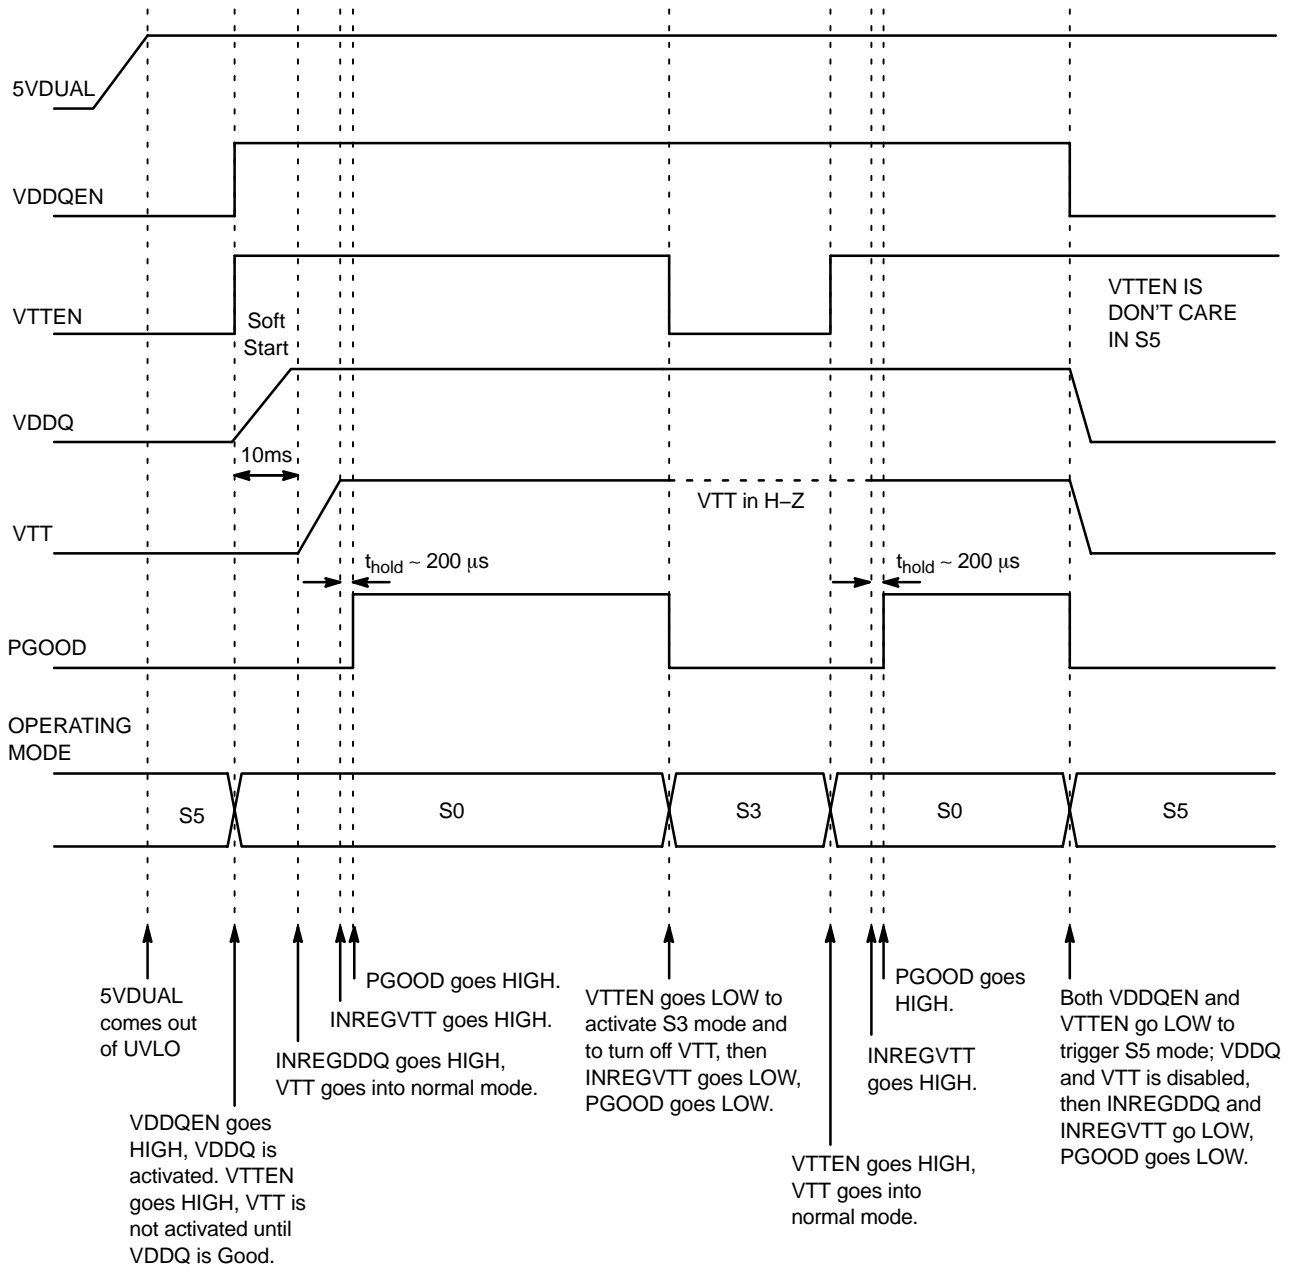 5VDUAL
VDDQEN
VTTEN
Soft
Start
VTTEN IS
DON'T CARE
IN S5
VDDQ
10ms
VTT in H–Z
VTT
thold ~ 200 μs
thold ~ 200 μs
PGOOD
OPERATING
MODE
S5
S0
S3
S0
S5
5VDUAL
comes out
of UVLO
VDDQEN goes
HIGH, VDDQ is
activated. VTTEN
goes HIGH, VTT is
not activated until
VDDQ is Good.
INREGDDQ goes HIGH,
VTT goes into normal mode.
INREGVTT goes HIGH.
PGOOD goes HIGH.
VTTEN goes LOW to
activate S3 mode and
to turn off VTT, then
INREGVTT goes LOW,
PGOOD goes LOW.
VTTEN goes HIGH,
VTT goes into
normal mode.
INREGVTT
goes HIGH.
PGOOD goes
HIGH.
Both VDDQEN and
VTTEN go LOW to
trigger S5 mode; VDDQ
and VTT is disabled,
then INREGDDQ and
INREGVTT go LOW,
PGOOD goes LOW.